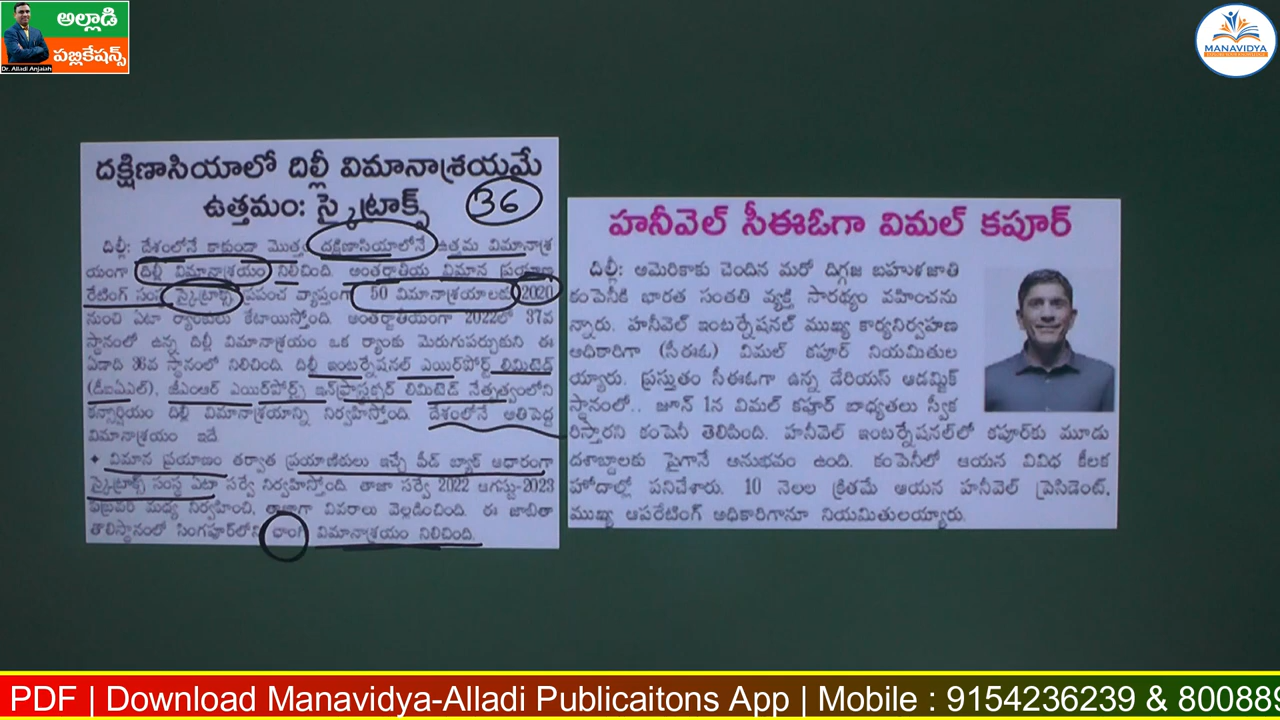 అల్లాడి
పబ్లికేషన్స్
Dr. Alladi Anjaiah
MANAVIDYA
దక్షిణాసియాలో దిల్లీ విమానాశ్రయమే
ఉత్తమం: స్కైట్రాక్స్
36
దిల్లీ: దేశంలోనే కాకుండా మొత్తం దక్షిణాసియాలోనే ఉత్తమ విమానాశ్ర
యంగా దిల్లీ విమానాశ్రయం నిలిచింది. అంతర్జాతీయ విమాన ప్రయాణ
రేటింగ్ సంస్థ స్కైట్రాక్స్ ప్రపంచ వ్యాప్తంగా 50 విమానాశ్రయాలకు 2020
నుంచి ఏటా ర్యాంకులు కేటాయిస్తోంది. అంతర్జాతీయంగా 2022లో 37వ
స్థానంలో ఉన్న దిల్లీ విమానాశ్రయం ఒక ర్యాంకు మెరుగుపర్చుకుని ఈ
ఏడాది 36వ స్థానంలో నిలిచింది. దిల్లీ ఇంటర్నేషనల్ ఎయిర్‌పోర్ట్ లిమిటెడ్
(డీఐఏఎల్), జీఎంఆర్ ఎయిర్‌పోర్ట్స్ ఇన్‌ఫ్రాస్ట్రక్చర్ లిమిటెడ్ నేతృత్వంలోని
కన్సార్షియం దిల్లీ విమానాశ్రయాన్ని నిర్వహిస్తోంది. దేశంలోనే అతిపెద్ద
విమానాశ్రయం ఇదే.
✦ విమాన ప్రయాణం తర్వాత ప్రయాణికులు ఇచ్చే ఫీడ్ బ్యాక్ ఆధారంగా
స్కైట్రాక్స్ సంస్థ ఏటా సర్వే నిర్వహిస్తోంది. తాజా సర్వే 2022 ఆగస్టు-2023
ఫిబ్రవరి మధ్య నిర్వహించి, తాజాగా వివరాలు వెల్లడించింది. ఈ జాబితా
తొలిస్థానంలో సింగపూర్‌లోని ఛాంగీ విమానాశ్రయం నిలిచింది.
హనీవెల్ సీఈఓగా విమల్ కపూర్
దిల్లీ: అమెరికాకు చెందిన మరో దిగ్గజ బహుళజాతి
కంపెనీకి భారత సంతతి వ్యక్తి సారథ్యం వహించను
న్నారు. హనీవెల్ ఇంటర్నేషనల్ ముఖ్య కార్యనిర్వహణ
అధికారిగా (సీఈఓ) విమల్ కపూర్ నియమితుల
య్యారు. ప్రస్తుతం సీఈఓగా ఉన్న డేరియస్ ఆడమ్జిక్
స్థానంలో.. జూన్ 1న విమల్ కపూర్ బాధ్యతలు స్వీక
రిస్తారని కంపెనీ తెలిపింది. హనీవెల్ ఇంటర్నేషనల్‌లో కపూర్‌కు మూడు
దశాబ్దాలకు పైగానే అనుభవం ఉంది. కంపెనీలో ఆయన వివిధ కీలక
హోదాల్లో పనిచేశారు. 10 నెలల క్రితమే ఆయన హనీవెల్ ప్రెసిడెంట్,
ముఖ్య ఆపరేటింగ్ అధికారిగానూ నియమితులయ్యారు.
PDF | Download Manavidya-Alladi Publicaitons App | Mobile : 9154236239 & 800889